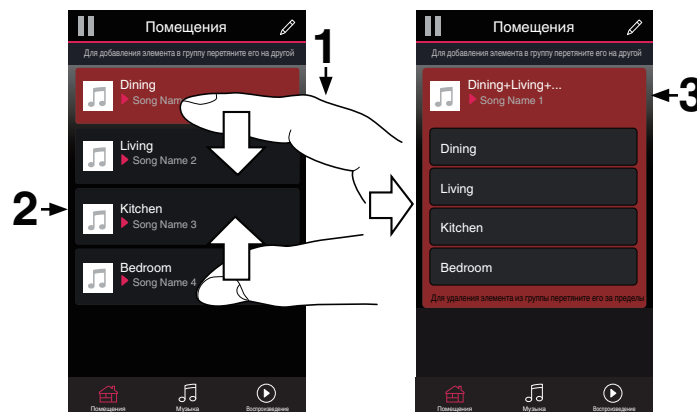 Помещения
Для добавления элемента в группу перетяните его на другой
1
Dining
Song Nam
Living
Song Name 2
2
Kitchen
Song Name 3
Bedroom
Song Name 4
Помещения
Музыка
Воспроизведение
Помещения
Для добавления элемента в группу перетяните его на другой
Dining+Living+...
Song Name 1
3
Dining
Living
Kitchen
Bedroom
Для удаления элемента из группы перетяните его за пределы
Помещения
Музыка
Воспроизведение